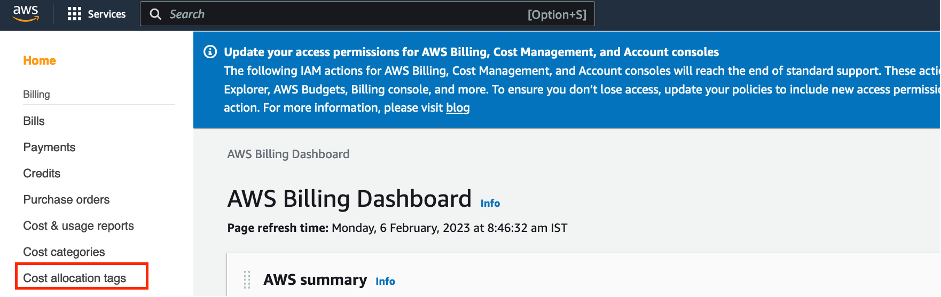 aws Services Search [Option+S]
Home
Billing
Bills
Payments
Credits
Purchase orders
Cost & usage reports
Cost categories
Cost allocation tags
Update your access permissions for AWS Billing, Cost Management, and Account consoles
The following IAM actions for AWS Billing, Cost Management, and Account consoles will reach the end of standard support. These actio
Explorer, AWS Budgets, Billing console, and more. To ensure you don't lose access, update your policies to include new access permissio
action. For more information, please visit blog
AWS Billing Dashboard
AWS Billing Dashboard Info
Page refresh time: Monday, 6 February, 2023 at 8:46:32 am IST
AWS summary Info